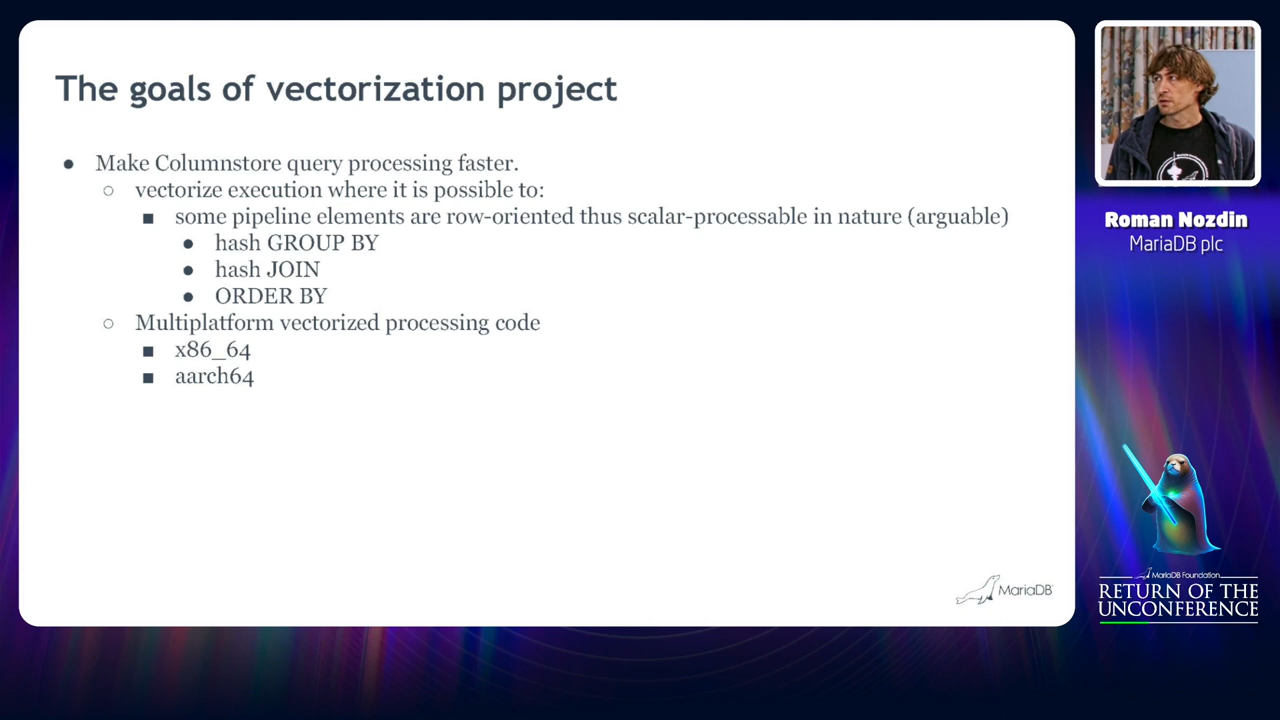 The goals of vectorization project
● Make Columnstore query processing faster.
○ vectorize execution where it is possible to:
■ some pipeline elements are row-oriented thus scalar-processable in nature (arguable)
● hash GROUP BY
● hash JOIN
● ORDER BY
○ Multiplatform vectorized processing code
■ x86_64
■ aarch64
MariaDB
Roman Nozdin
MariaDB plc
MariaDB Foundation
RETURN OF THE
UNCONFERENCE